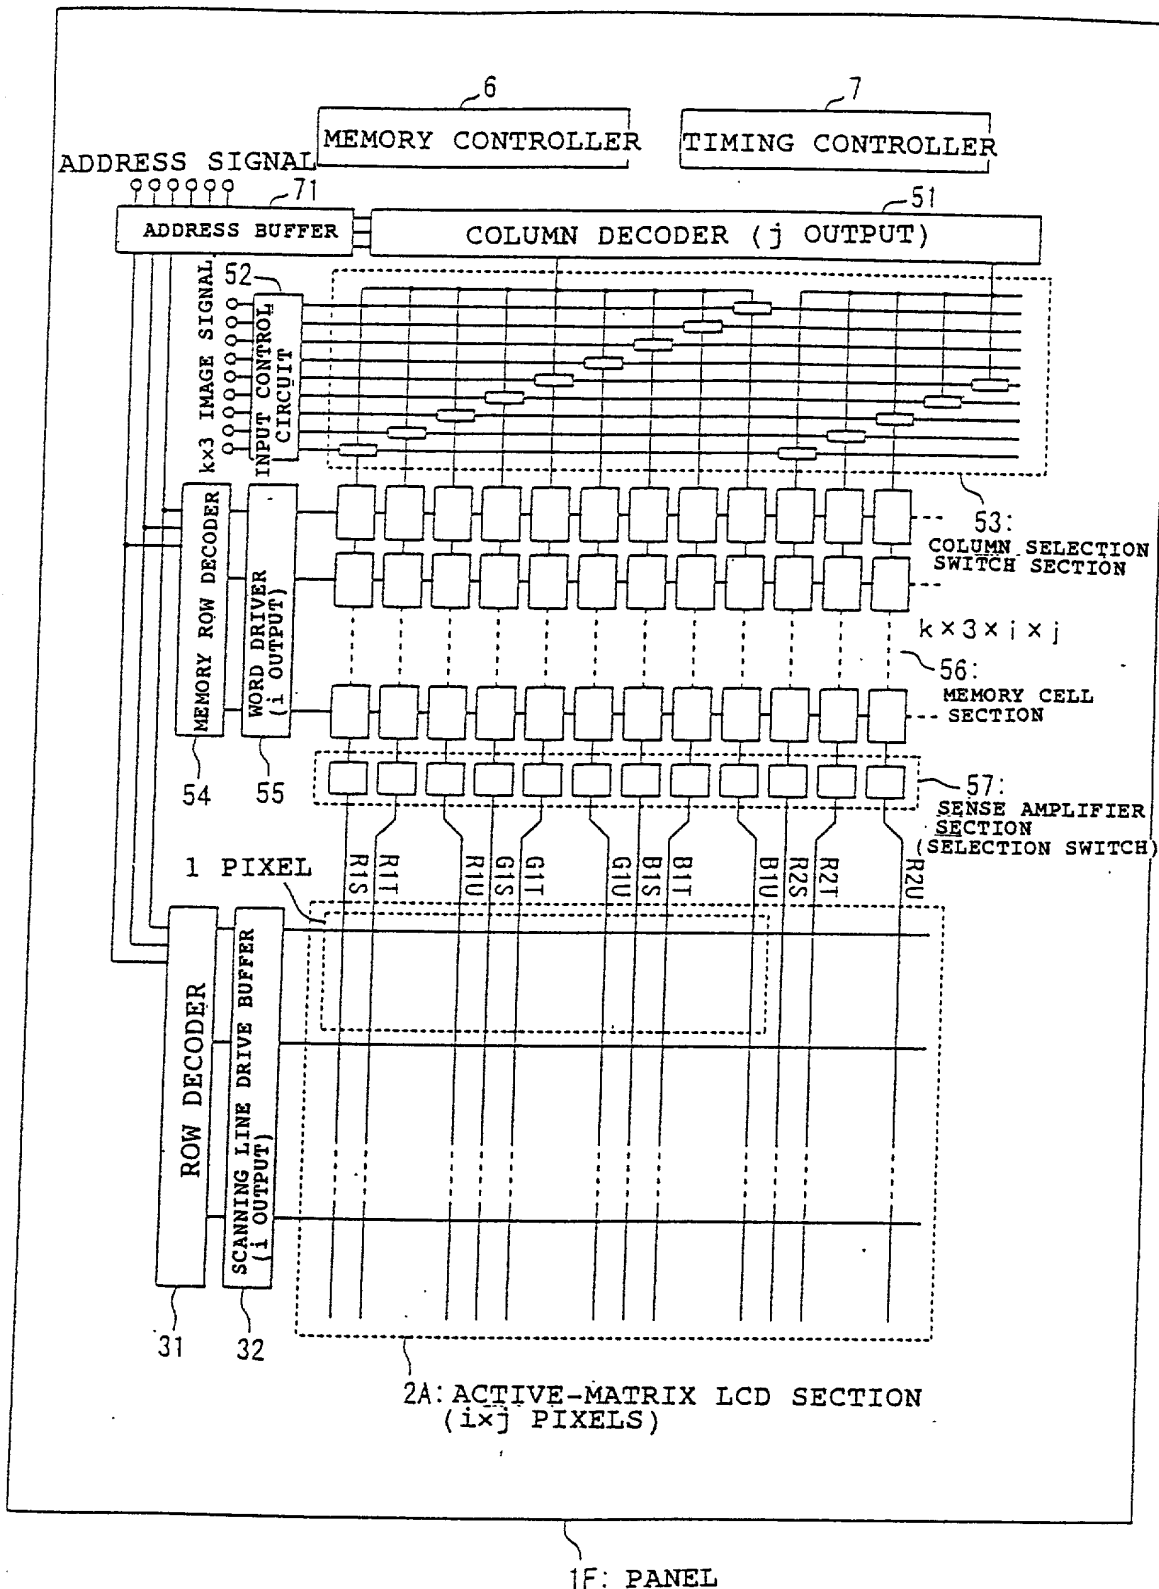 6
7
MEMORY CONTROLLER
TIMING CONTROLLER
ADDRESS SIGNAL
71
51
ADDRESS BUFFER
COLUMN DECODER (j OUTPUT)
52
k×3 IMAGE SIGNAL
INPUT CONTROL
CIRCUIT
53:
COLUMN SELECTION
SWITCH SECTION
MEMORY ROW DECODER
WORD DRIVER
(i OUTPUT)
k×3×i×j
56:
MEMORY CELL
SECTION
54
55
57:
SENSE AMPLIFIER
SECTION
(SELECTION SWITCH)
1 PIXEL
R1S
R1T
R1U
G1S
G1T
G1U
B1S
B1T
B1U
R2S
R2T
R2U
ROW DECODER
SCANNING LINE DRIVE BUFFER
(i OUTPUT)
31
32
2A: ACTIVE-MATRIX LCD SECTION
(i×j PIXELS)
1F: PANEL